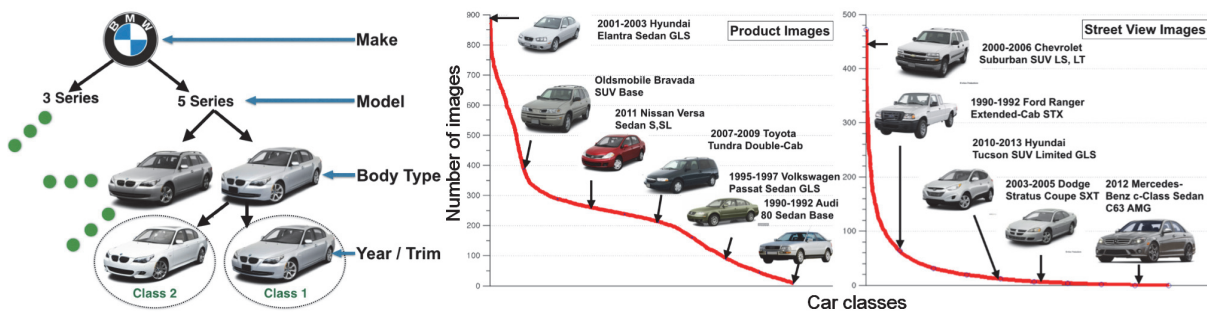 BMW
Make
3 Series
5 Series
Model
Body Type
Year / Trim
Class 2
Class 1
Number of images
900
800
700
600
500
400
300
200
100
0
2001-2003 Hyundai
Elantra Sedan GLS
Product Images
Oldsmobile Bravada
SUV Base
2011 Nissan Versa
Sedan S,SL
2007-2009 Toyota
Tundra Double-Cab
1995-1997 Volkswagen
Passat Sedan GLS
1990-1992 Audi
80 Sedan Base
500
400
300
200
100
0
Street View Images
2000-2006 Chevrolet
Suburban SUV LS, LT
1990-1992 Ford Ranger
Extended-Cab STX
2010-2013 Hyundai
Tucson SUV Limited GLS
2003-2005 Dodge
Stratus Coupe SXT
2012 Mercedes-
Benz c-Class Sedan
C63 AMG
Car classes